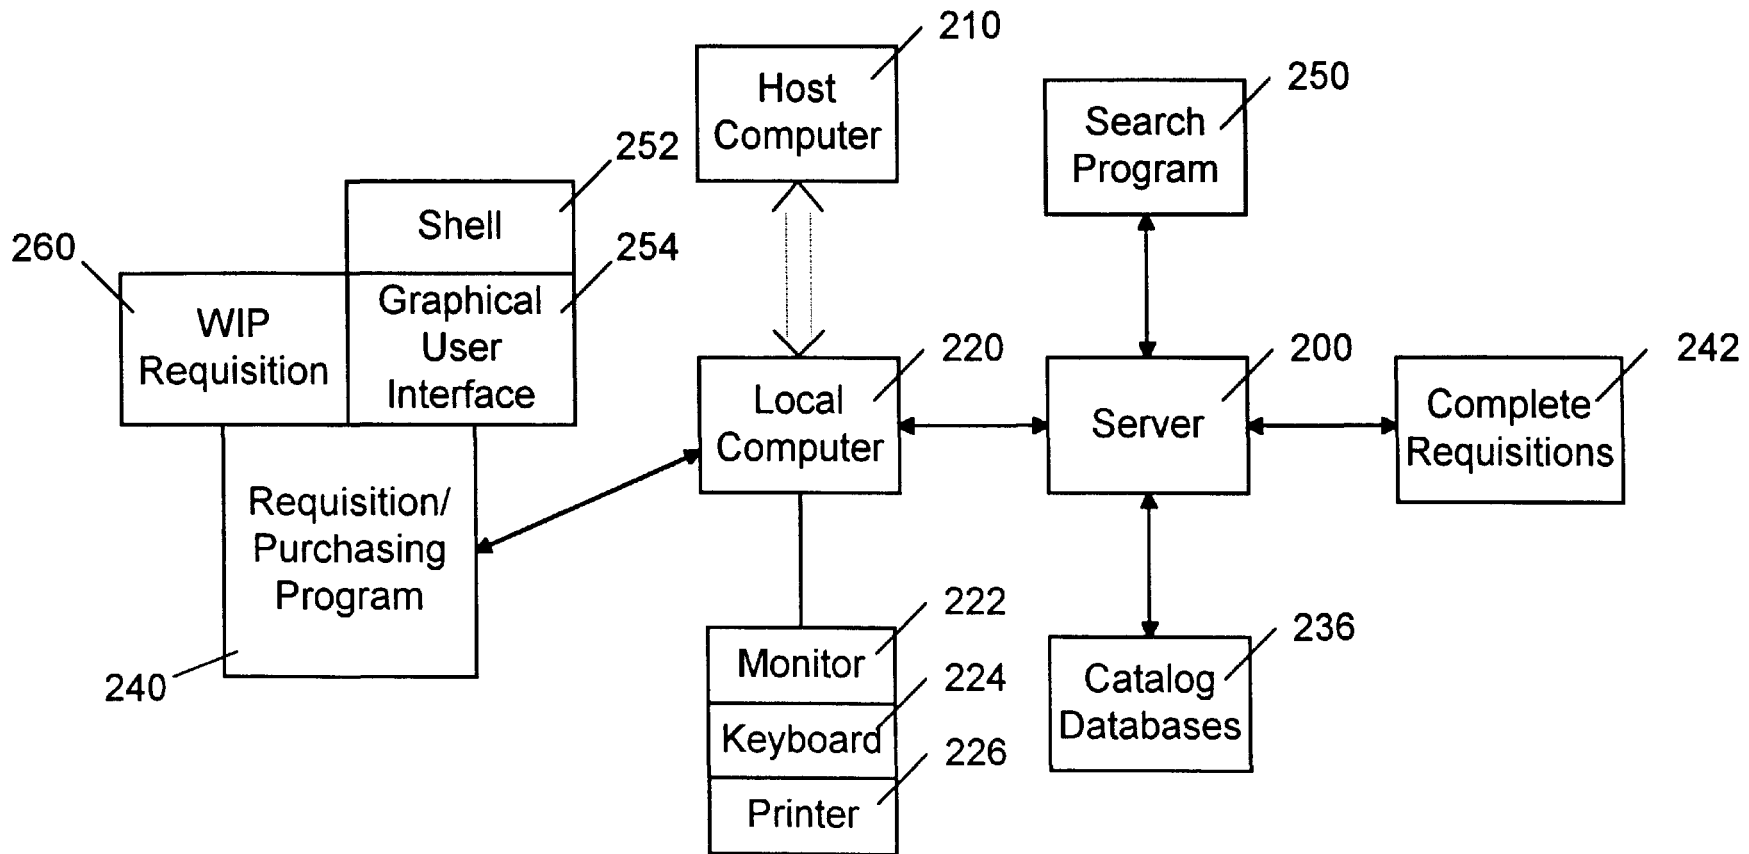 210
Host
Computer
250
Search
Program
252
Shell
260
254
WIP
Requisition
Graphical
User
Interface
220
Local
Computer
200
Server
242
Complete
Requisitions
Requisition/
Purchasing
Program
240
222
Monitor
224
Keyboard
226
Printer
236
Catalog
Databases